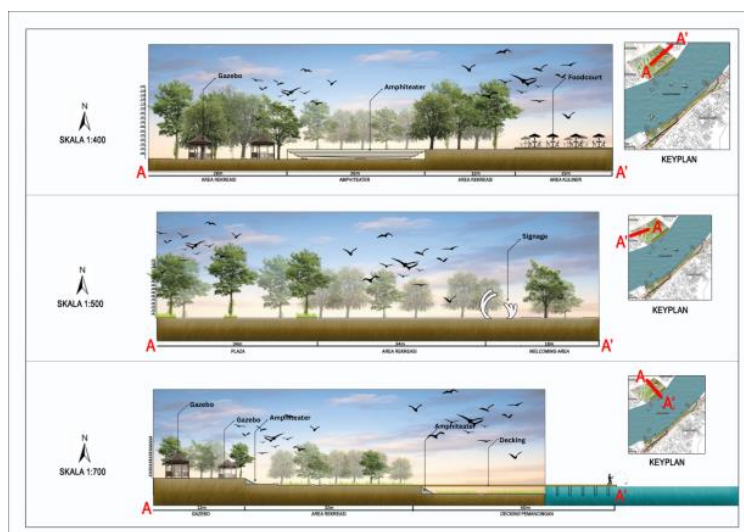 Gazebo
Amphiteater
Foodcourt
N
SKALA 1:400
A
A'
AREA REKREASI
AMPHITEATER
AREA REKREASI
AREA KULINER
A
A'
KEYPLAN
Signage
N
SKALA 1:500
A
A'
PLAZA
AREA REKREASI
WELCOMING AREA
A'
A
KEYPLAN
Gazebo
Gazebo
Amphiteater
Amphiteater
Decking
N
SKALA 1:700
A
A'
GAZEBO
AREA REKREASI
DECKING PEMANCINGAN
A
A'
KEYPLAN